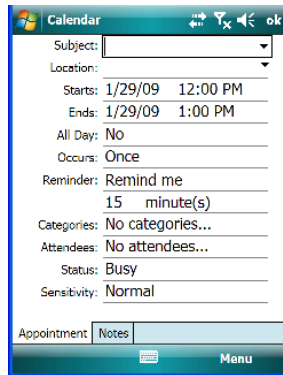 Calendar ok
Subject:
Location:
Starts: 1/29/09 12:00 PM
Ends: 1/29/09 1:00 PM
All Day: No
Occurs: Once
Reminder: Remind me
15 minute(s)
Categories: No categories...
Attendees: No attendees...
Status: Busy
Sensitivity: Normal
Appointment Notes
Menu